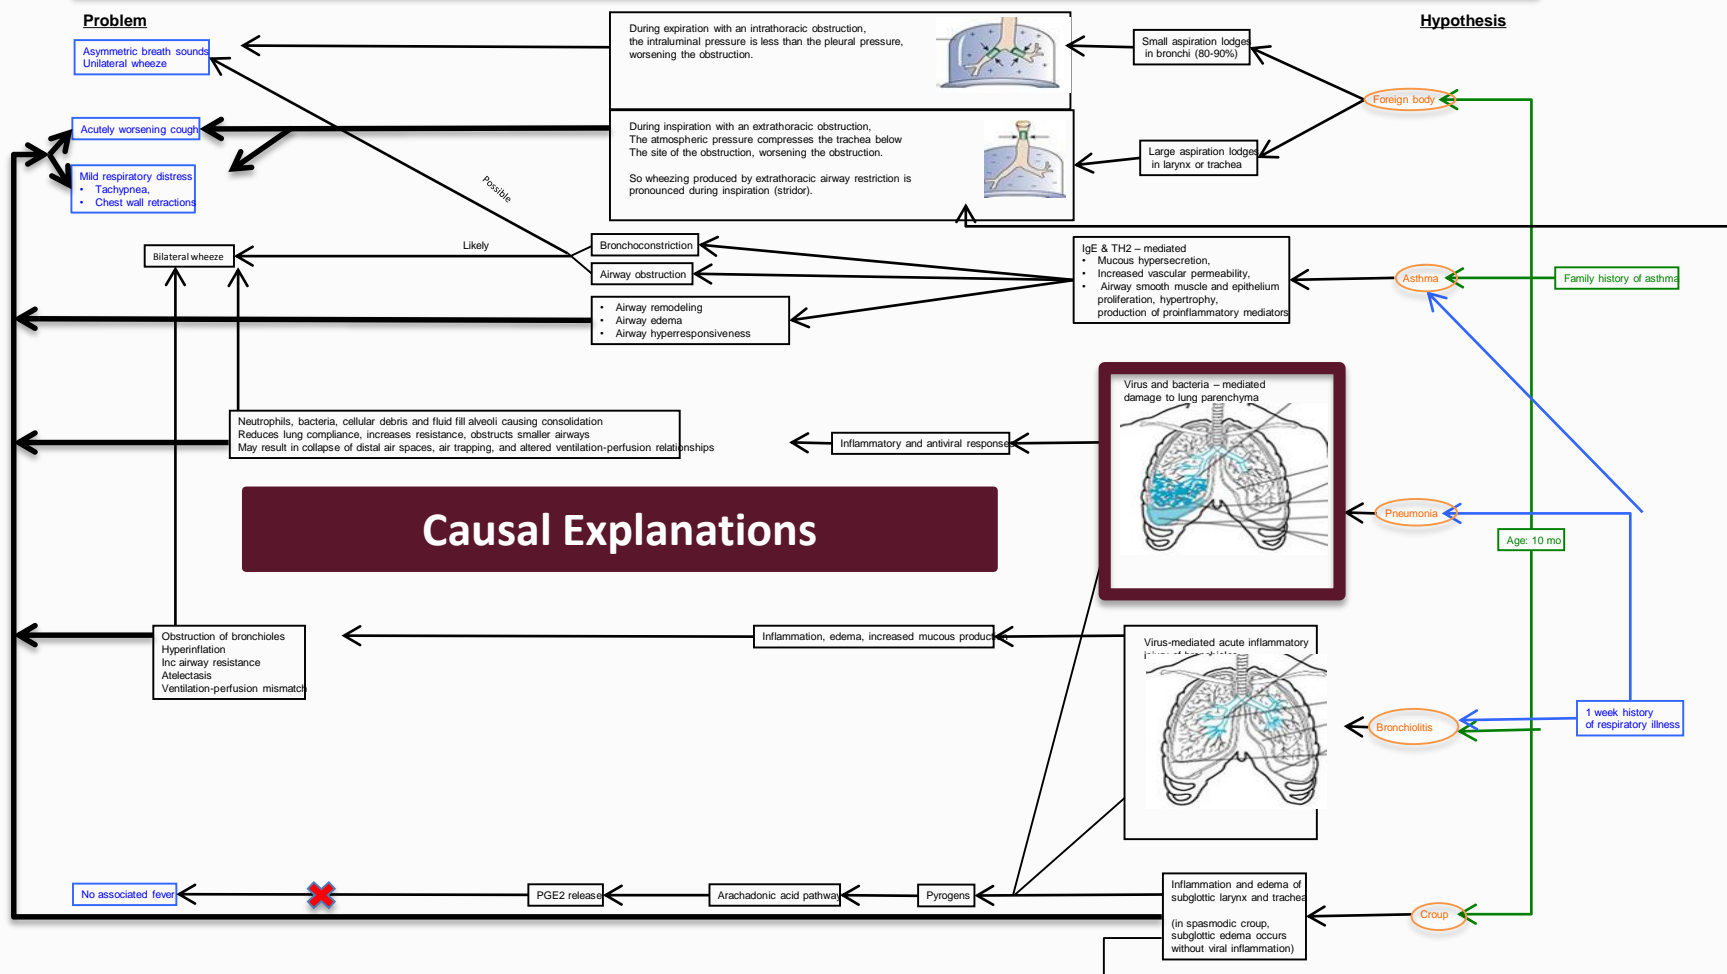 Problem
Hypothesis
Asymmetric breath sounds
Unilateral wheeze
During expiration with an intrathoracic obstruction,
the intraluminal pressure is less than the pleural pressure,
worsening the obstruction.
Small aspiration lodges
in bronchi (80-90%)
Foreign body
Acutely worsening cough
During inspiration with an extrathoracic obstruction,
The atmospheric pressure compresses the trachea below
The site of the obstruction, worsening the obstruction.
So wheezing produced by extrathoracic airway restriction is
pronounced during inspiration (stridor).
Large aspiration lodges
in larynx or trachea
Mild respiratory distress
• Tachypnea,
• Chest wall retractions
Possible
Likely
Bilateral wheeze
Bronchoconstriction
Airway obstruction
• Airway remodeling
• Airway edema
• Airway hyperresponsiveness
IgE & TH2 – mediated
• Mucous hypersecretion,
• Increased vascular permeability,
• Airway smooth muscle and epithelium
proliferation, hypertrophy,
production of proinflammatory mediators
Asthma
Family history of asthma
Virus and bacteria – mediated
damage to lung parenchyma
Neutrophils, bacteria, cellular debris and fluid fill alveoli causing consolidation
Reduces lung compliance, increases resistance, obstructs smaller airways
May result in collapse of distal air spaces, air trapping, and altered ventilation-perfusion relationships
Inflammatory and antiviral responses
Causal Explanations
Pneumonia
Age: 10 mo
Obstruction of bronchioles
Hyperinflation
Inc airway resistance
Atelectasis
Ventilation-perfusion mismatch
Inflammation, edema, increased mucous production
Virus-mediated acute inflammatory
Bronchiolitis
1 week history
of respiratory illness
No associated fever
PGE2 release
Arachadonic acid pathway
Pyrogens
Inflammation and edema of
subglottic larynx and trachea
(in spasmodic croup,
subglottic edema occurs
without viral inflammation)
Croup